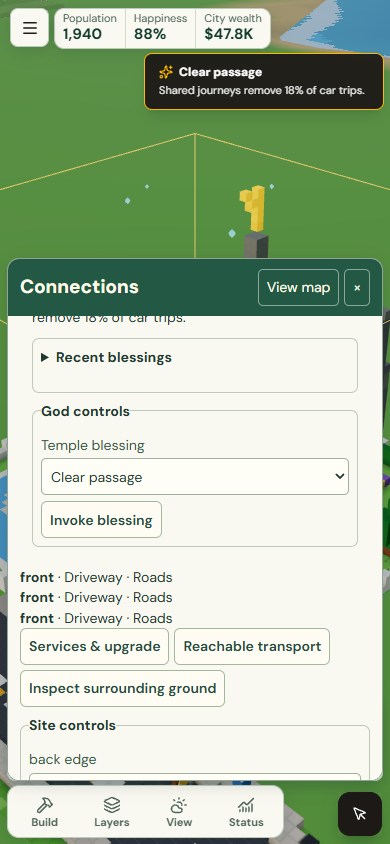 Population
1,940
Happiness
88%
City wealth
$47.8K
Clear passage
Shared journeys remove 18% of car trips.
Connections
View map
×
remove 18% of car trips.
▶ Recent blessings
God controls
Temple blessing
Clear passage
Invoke blessing
front · Driveway · Roads
front · Driveway · Roads
front · Driveway · Roads
Services & upgrade
Reachable transport
Inspect surrounding ground
Site controls
back edge
Build
Layers
View
Status